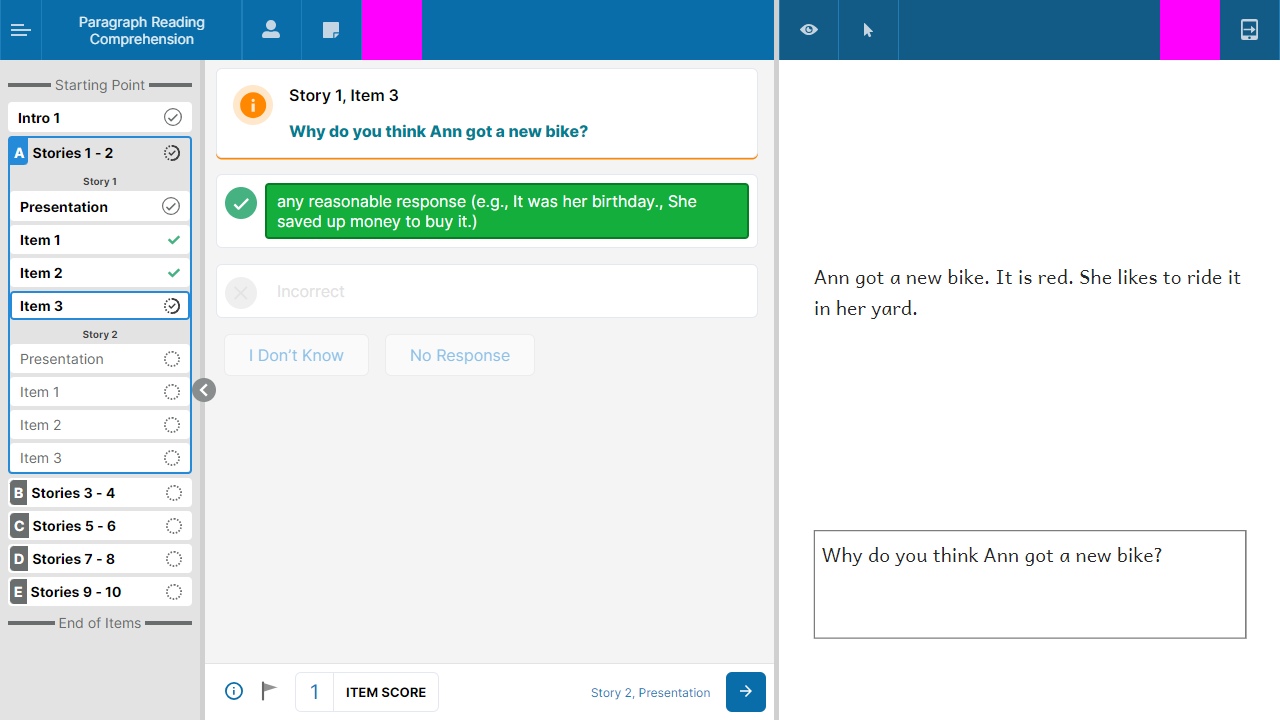 Paragraph Reading
Comprehension
Starting Point
Intro 1
A Stories 1 - 2
Story 1
Presentation
Item 1
Item 2
Item 3
Story 2
Presentation
Item 1
Item 2
Item 3
B Stories 3 - 4
C Stories 5 - 6
D Stories 7 - 8
E Stories 9 - 10
End of Items
Story 1, Item 3
Why do you think Ann got a new bike?
any reasonable response (e.g., It was her birthday., She
saved up money to buy it.)
Incorrect
I Don’t Know
No Response
1 ITEM SCORE
Story 2, Presentation
Ann got a new bike. It is red. She likes to ride it
in her yard.
Why do you think Ann got a new bike?